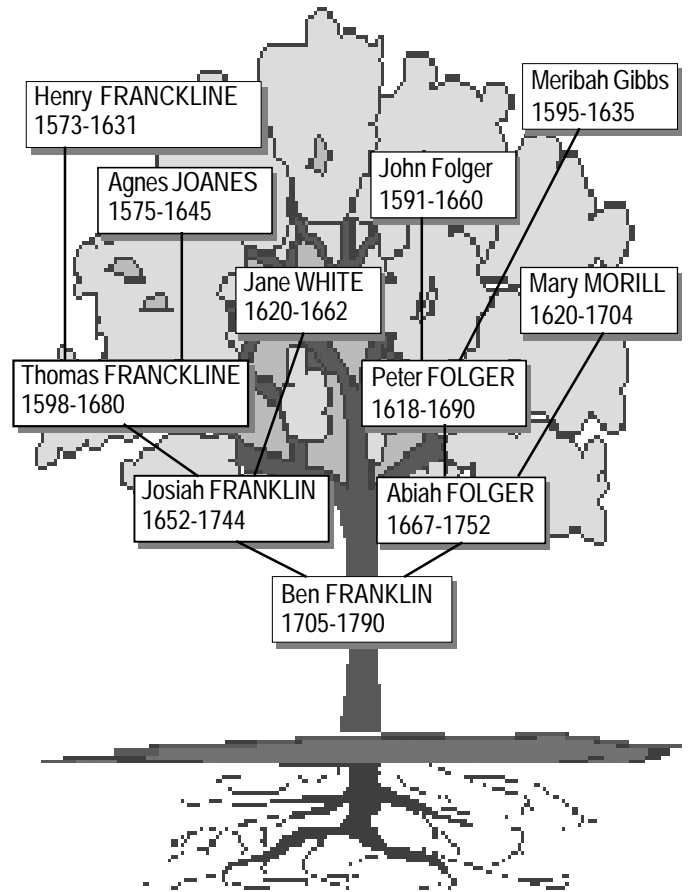 Henry FRANCKLINE
1573-1631
Meribah Gibbs
1595-1635
Agnes JOANES
1575-1645
John Folger
1591-1660
Jane WHITE
1620-1662
Mary MORILL
1620-1704
Thomas FRANCKLINE
1598-1680
Peter FOLGER
1618-1690
Josiah FRANKLIN
1652-1744
Abiah FOLGER
1667-1752
Ben FRANKLIN
1705-1790